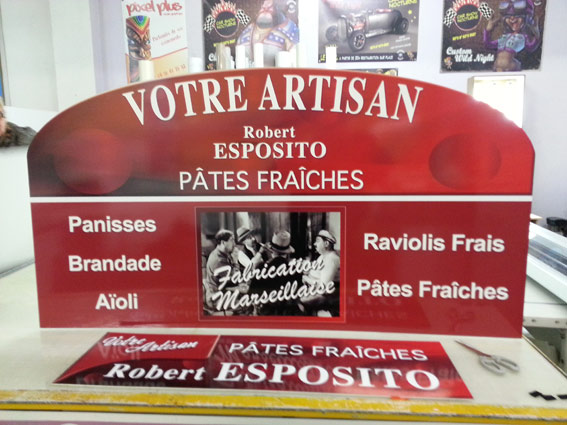 pixel plus
Custom
Wild Night
VOTRE ARTISAN
Robert
ESPOSITO
PÂTES FRAÎCHES
Panisses
Brandade
Aïoli
Fabrication
Marseillaise
Raviolis Frais
Pâtes Fraîches
Votre Artisan
PÂTES FRAÎCHES
Robert ESPOSITO